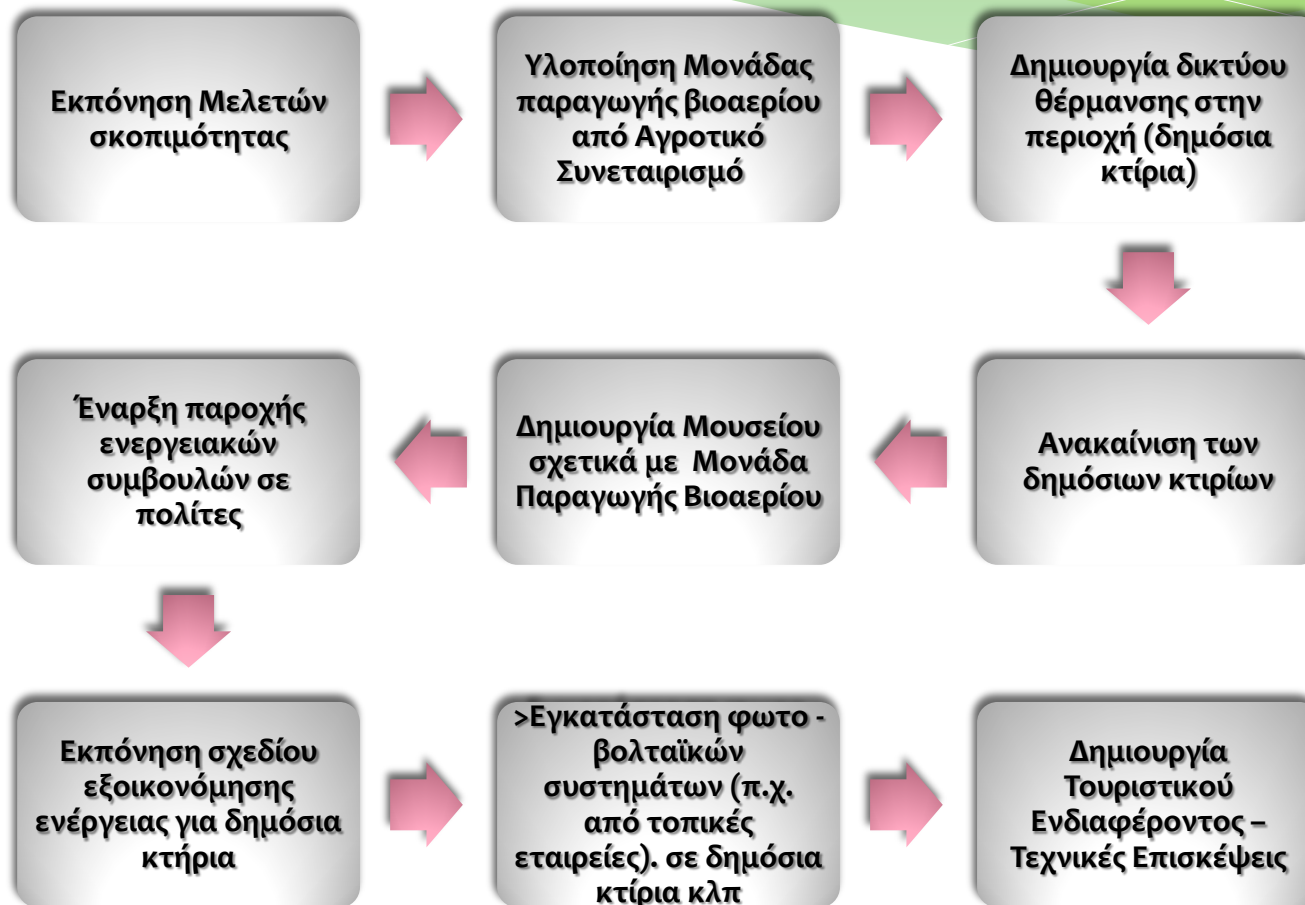 Εκπόνηση Μελετών
σκοπιμότητας
Υλοποίηση Μονάδας
παραγωγής βιοαερίου
από Αγροτικό
Συνεταιρισμό
Δημιουργία δικτύου
θέρμανσης στην
περιοχή (δημόσια
κτίρια)
Ανακαίνιση των
δημόσιων κτιρίων
Δημιουργία Μουσείου
σχετικά με Μονάδα
Παραγωγής Βιοαερίου
Έναρξη παροχής
ενεργειακών
συμβουλών σε
πολίτες
Εκπόνηση σχεδίου
εξοικονόμησης
ενέργειας για δημόσια
κτήρια
>Εγκατάσταση φωτο -
βολταϊκών
συστημάτων (π.χ.
από τοπικές
εταιρείες). σε δημόσια
κτίρια κλπ
Δημιουργία
Τουριστικού
Ενδιαφέροντος –
Τεχνικές Επισκέψεις